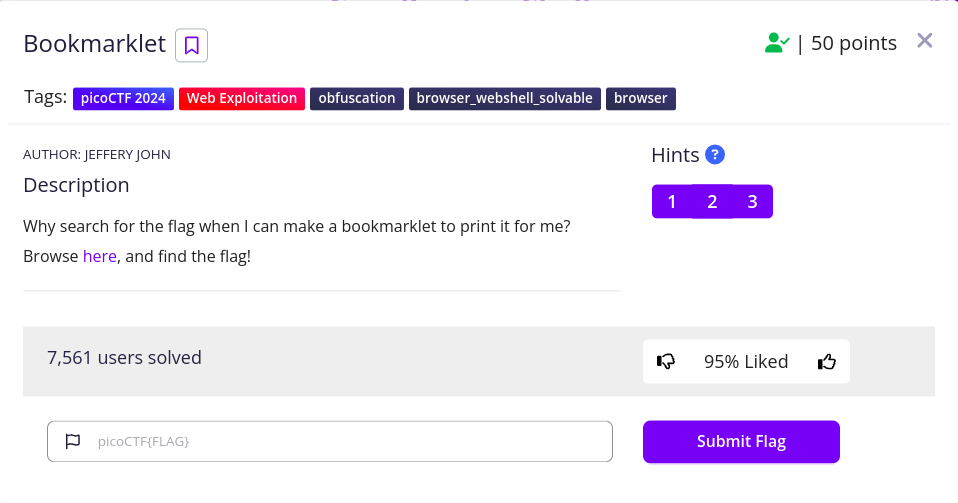 Bookmarklet | 50 points
Tags: picoCTF 2024 Web Exploitation obfuscation browser_webshell_solvable browser
AUTHOR: JEFFERY JOHN
Hints ?
Description
1 2 3
Why search for the flag when I can make a bookmarklet to print it for me?
Browse here, and find the flag!
7,561 users solved
95% Liked
picoCTF{FLAG}
Submit Flag